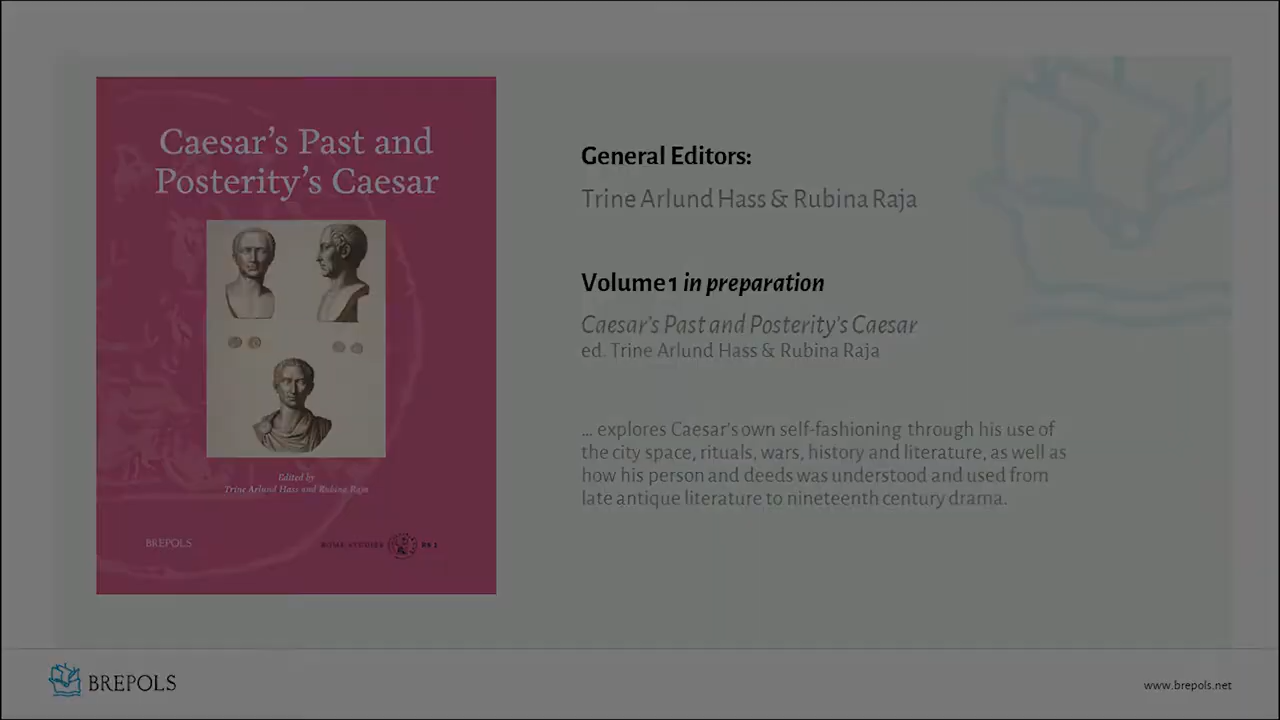 Caesar's Past and
Posterity's Caesar
Edited by
Trine Arlund Hass and Rubina Raja
BREPOLS
ROME STUDIES
General Editors:
Trine Arlund Hass & Rubina Raja
Volume 1 in preparation
Caesar's Past and Posterity's Caesar
ed. Trine Arlund Hass & Rubina Raja
... explores Caesar's own self-fashioning through his use of
the city space, rituals, wars, history and literature, as well as
how his person and deeds was understood and used from
late antique literature to nineteenth century drama.
BREPOLS
www.brepols.net